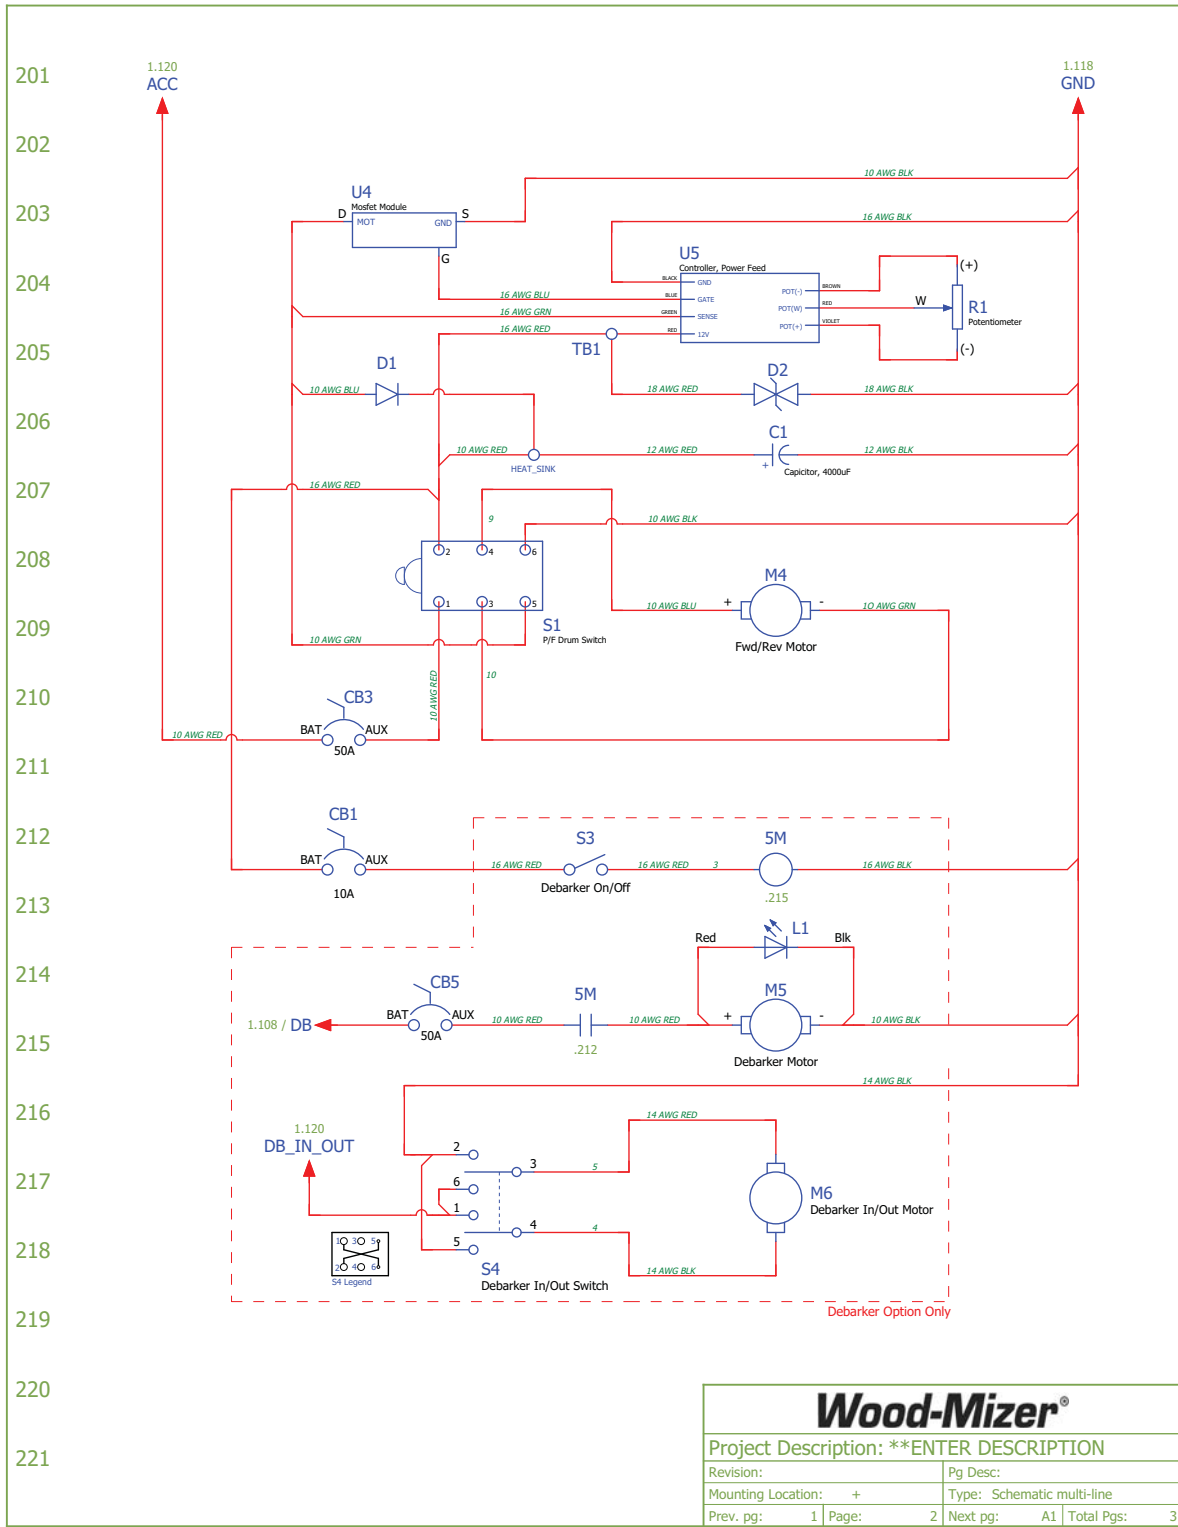 201
1.120
ACC
1.118
GND
202
10 AWG BLK
U4
Mosfet Module
203
D
MOT
GND
S
16 AWG BLK
G
U5
Controller, Power Feed
204
BLACK
GND
(+)
16 AWG BLU
BLUE
GATE
POT(-)
BROWN
16 AWG GRN
GREEN
SENSE
POT(W)
RED
W
R1
Potentiometer
16 AWG RED
RED
12V
POT(+)
VIOLET
205
TB1
(-)
D1
D2
10 AWG BLU
18 AWG RED
18 AWG BLK
206
C1
10 AWG RED
12 AWG RED
12 AWG BLK
HEAT_SINK
+
Capicitor, 4000uF
207
16 AWG RED
9
10 AWG BLK
208
2
4
6
M4
1
3
5
10 AWG BLU
+
-
10 AWG GRN
209
S1
P/F Drum Switch
10 AWG GRN
Fwd/Rev Motor
10 AWG RED
10
210
CB3
10 AWG RED
BAT
AUX
50A
211
212
CB1
S3
5M
BAT
AUX
16 AWG RED
16 AWG RED
3
16 AWG BLK
10A
Debarker On/Off
.215
213
Red
L1
Blk
214
CB5
5M
M5
1.108 / DB
BAT
AUX
50A
10 AWG RED
10 AWG RED
+
-
10 AWG BLK
215
.212
Debarker Motor
14 AWG BLK
216
14 AWG RED
1.120
DB_IN_OUT
2
3
5
217
6
M6
Debarker In/Out Motor
1
4
4
218
1 3 5
5
2 4 6
S4 Legend
S4
Debarker In/Out Switch
14 AWG BLK
219
Debarker Option Only
220
Wood-Mizer®
221
Project Description: **ENTER DESCRIPTION
Revision:
Pg Desc:
Mounting Location: +
Type: Schematic multi-line
Prev. pg: 1
Page: 2
Next pg: A1
Total Pgs: 3